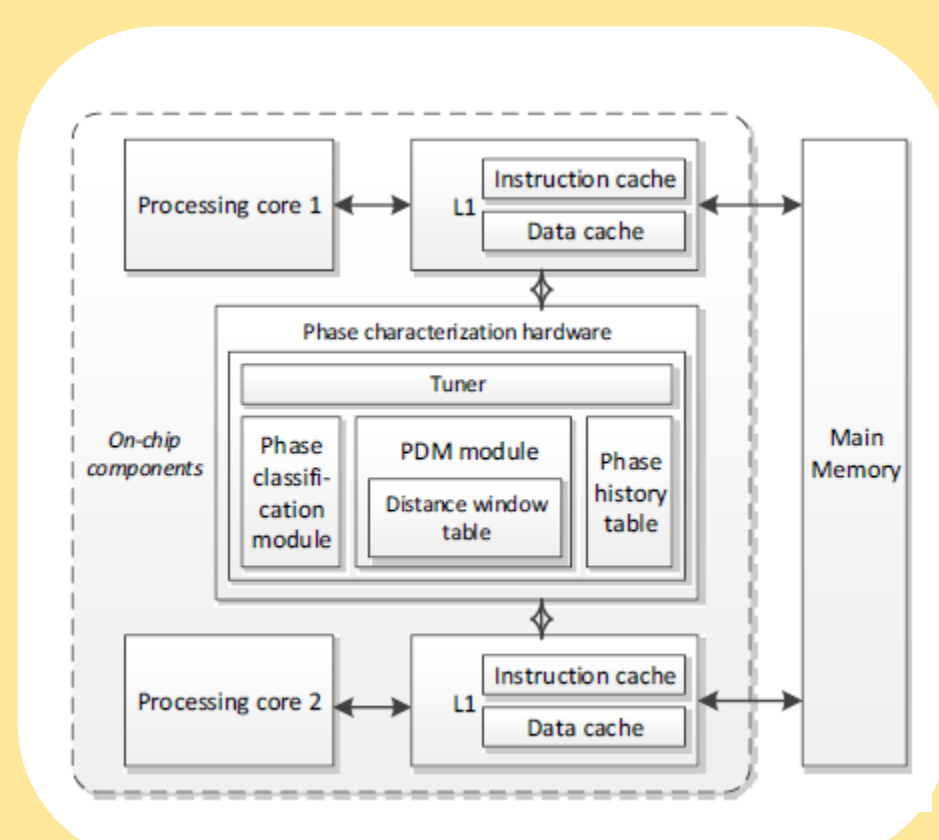 Processing core 1
L1
Instruction cache
Data cache
Phase characterization hardware
Tuner
On-chip
components
Phase
classifi-
cation
module
PDM module
Distance window
table
Phase
history
table
Main
Memory
Processing core 2
L1
Instruction cache
Data cache